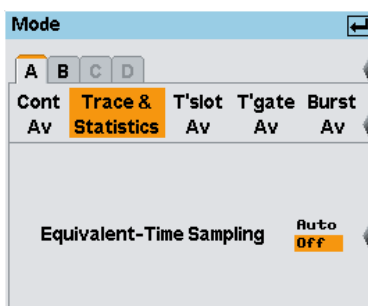 Mode
A B C D
Cont Trace & T'slot T'gate Burst
Av Statistics Av Av Av
Equivalent-Time Sampling Auto
Off